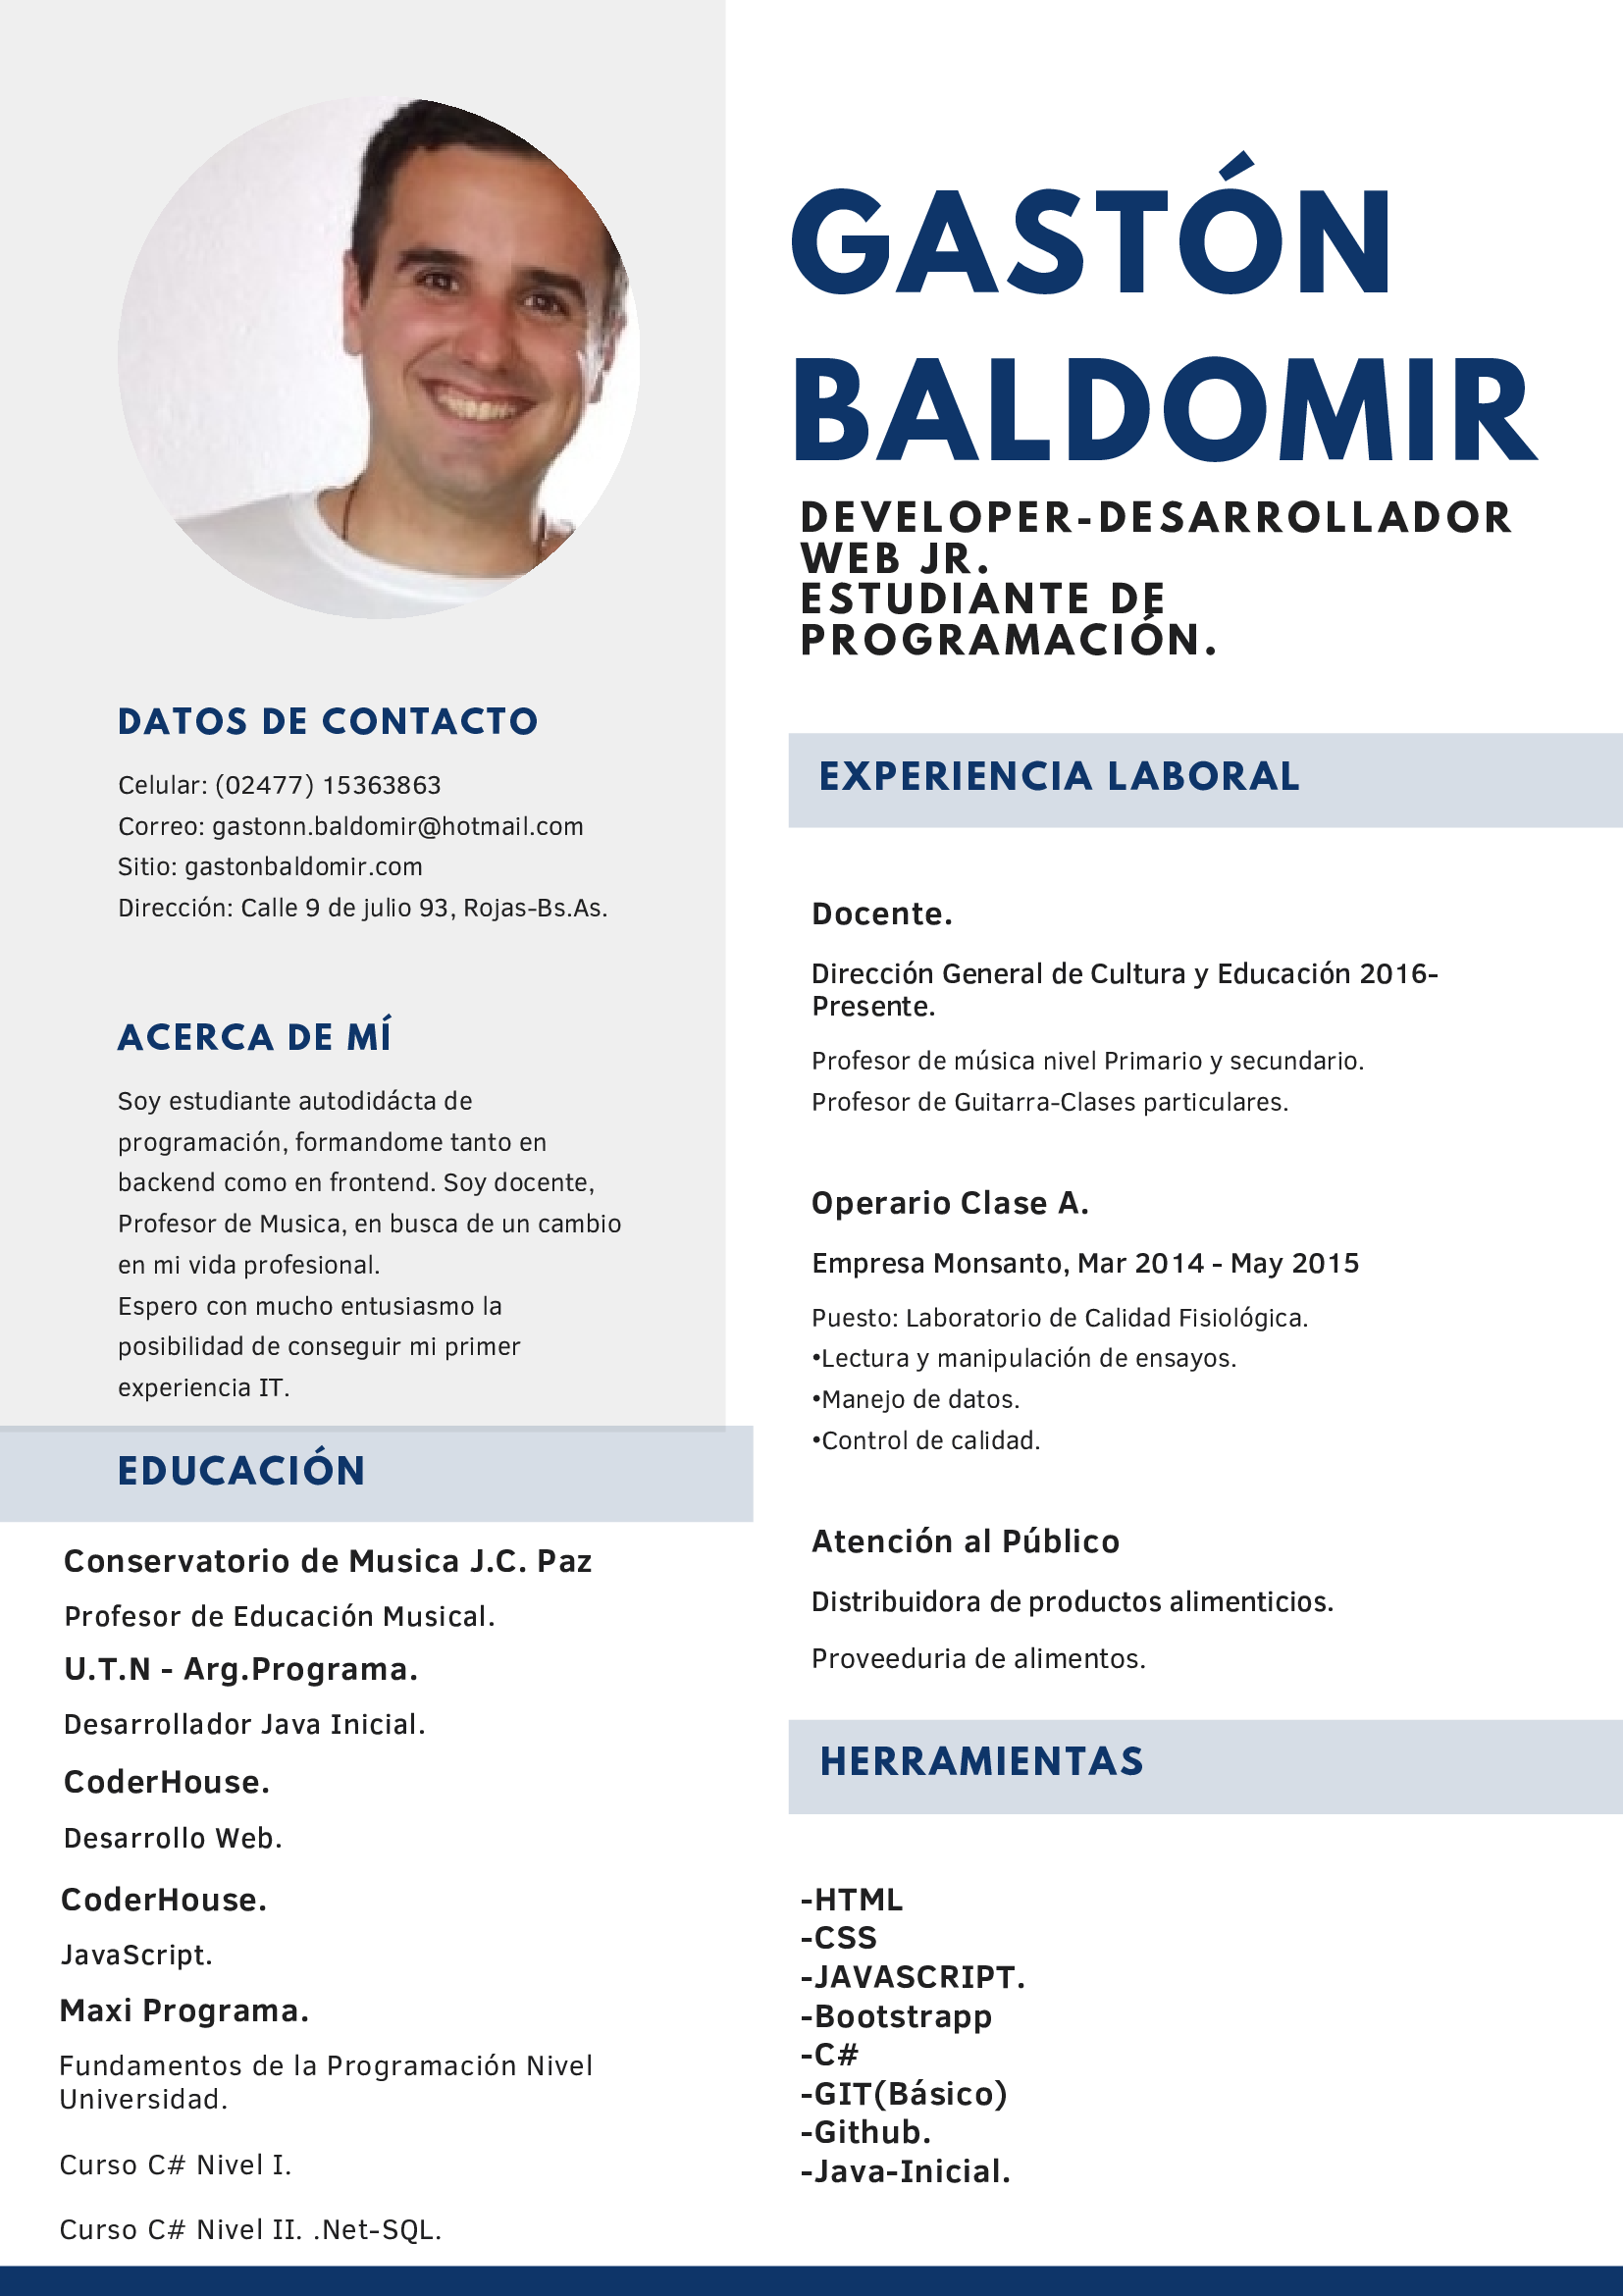 GASTÓN
BALDOMIR
DEVELOPER-DESARROLLADOR
WEB JR.
ESTUDIANTE DE
PROGRAMACIÓN.
DATOS DE CONTACTO
Celular: (02477) 15363863
Correo: gastonn.baldomir@hotmail.com
Sitio: gastonbaldomir.com
Dirección: Calle 9 de julio 93, Rojas-Bs.As.
ACERCA DE MÍ
Soy estudiante autodidácta de
programación, formandome tanto en
backend como en frontend. Soy docente,
Profesor de Musica, en busca de un cambio
en mi vida profesional.
Espero con mucho entusiasmo la
posibilidad de conseguir mi primer
experiencia IT.
EDUCACIÓN
Conservatorio de Musica J.C. Paz
Profesor de Educación Musical.
U.T.N - Arg.Programa.
Desarrollador Java Inicial.
CoderHouse.
Desarrollo Web.
CoderHouse.
JavaScript.
Maxi Programa.
Fundamentos de la Programación Nivel
Universidad.
Curso C# Nivel I.
Curso C# Nivel II. .Net-SQL.
EXPERIENCIA LABORAL
Docente.
Dirección General de Cultura y Educación 2016-
Presente.
Profesor de música nivel Primario y secundario.
Profesor de Guitarra-Clases particulares.
Operario Clase A.
Empresa Monsanto, Mar 2014 - May 2015
Puesto: Laboratorio de Calidad Fisiológica.
•Lectura y manipulación de ensayos.
•Manejo de datos.
•Control de calidad.
Atención al Público
Distribuidora de productos alimenticios.
Proveeduria de alimentos.
HERRAMIENTAS
-HTML
-CSS
-JAVASCRIPT.
-Bootstrapp
-C#
-GIT(Básico)
-Github.
-Java-Inicial.